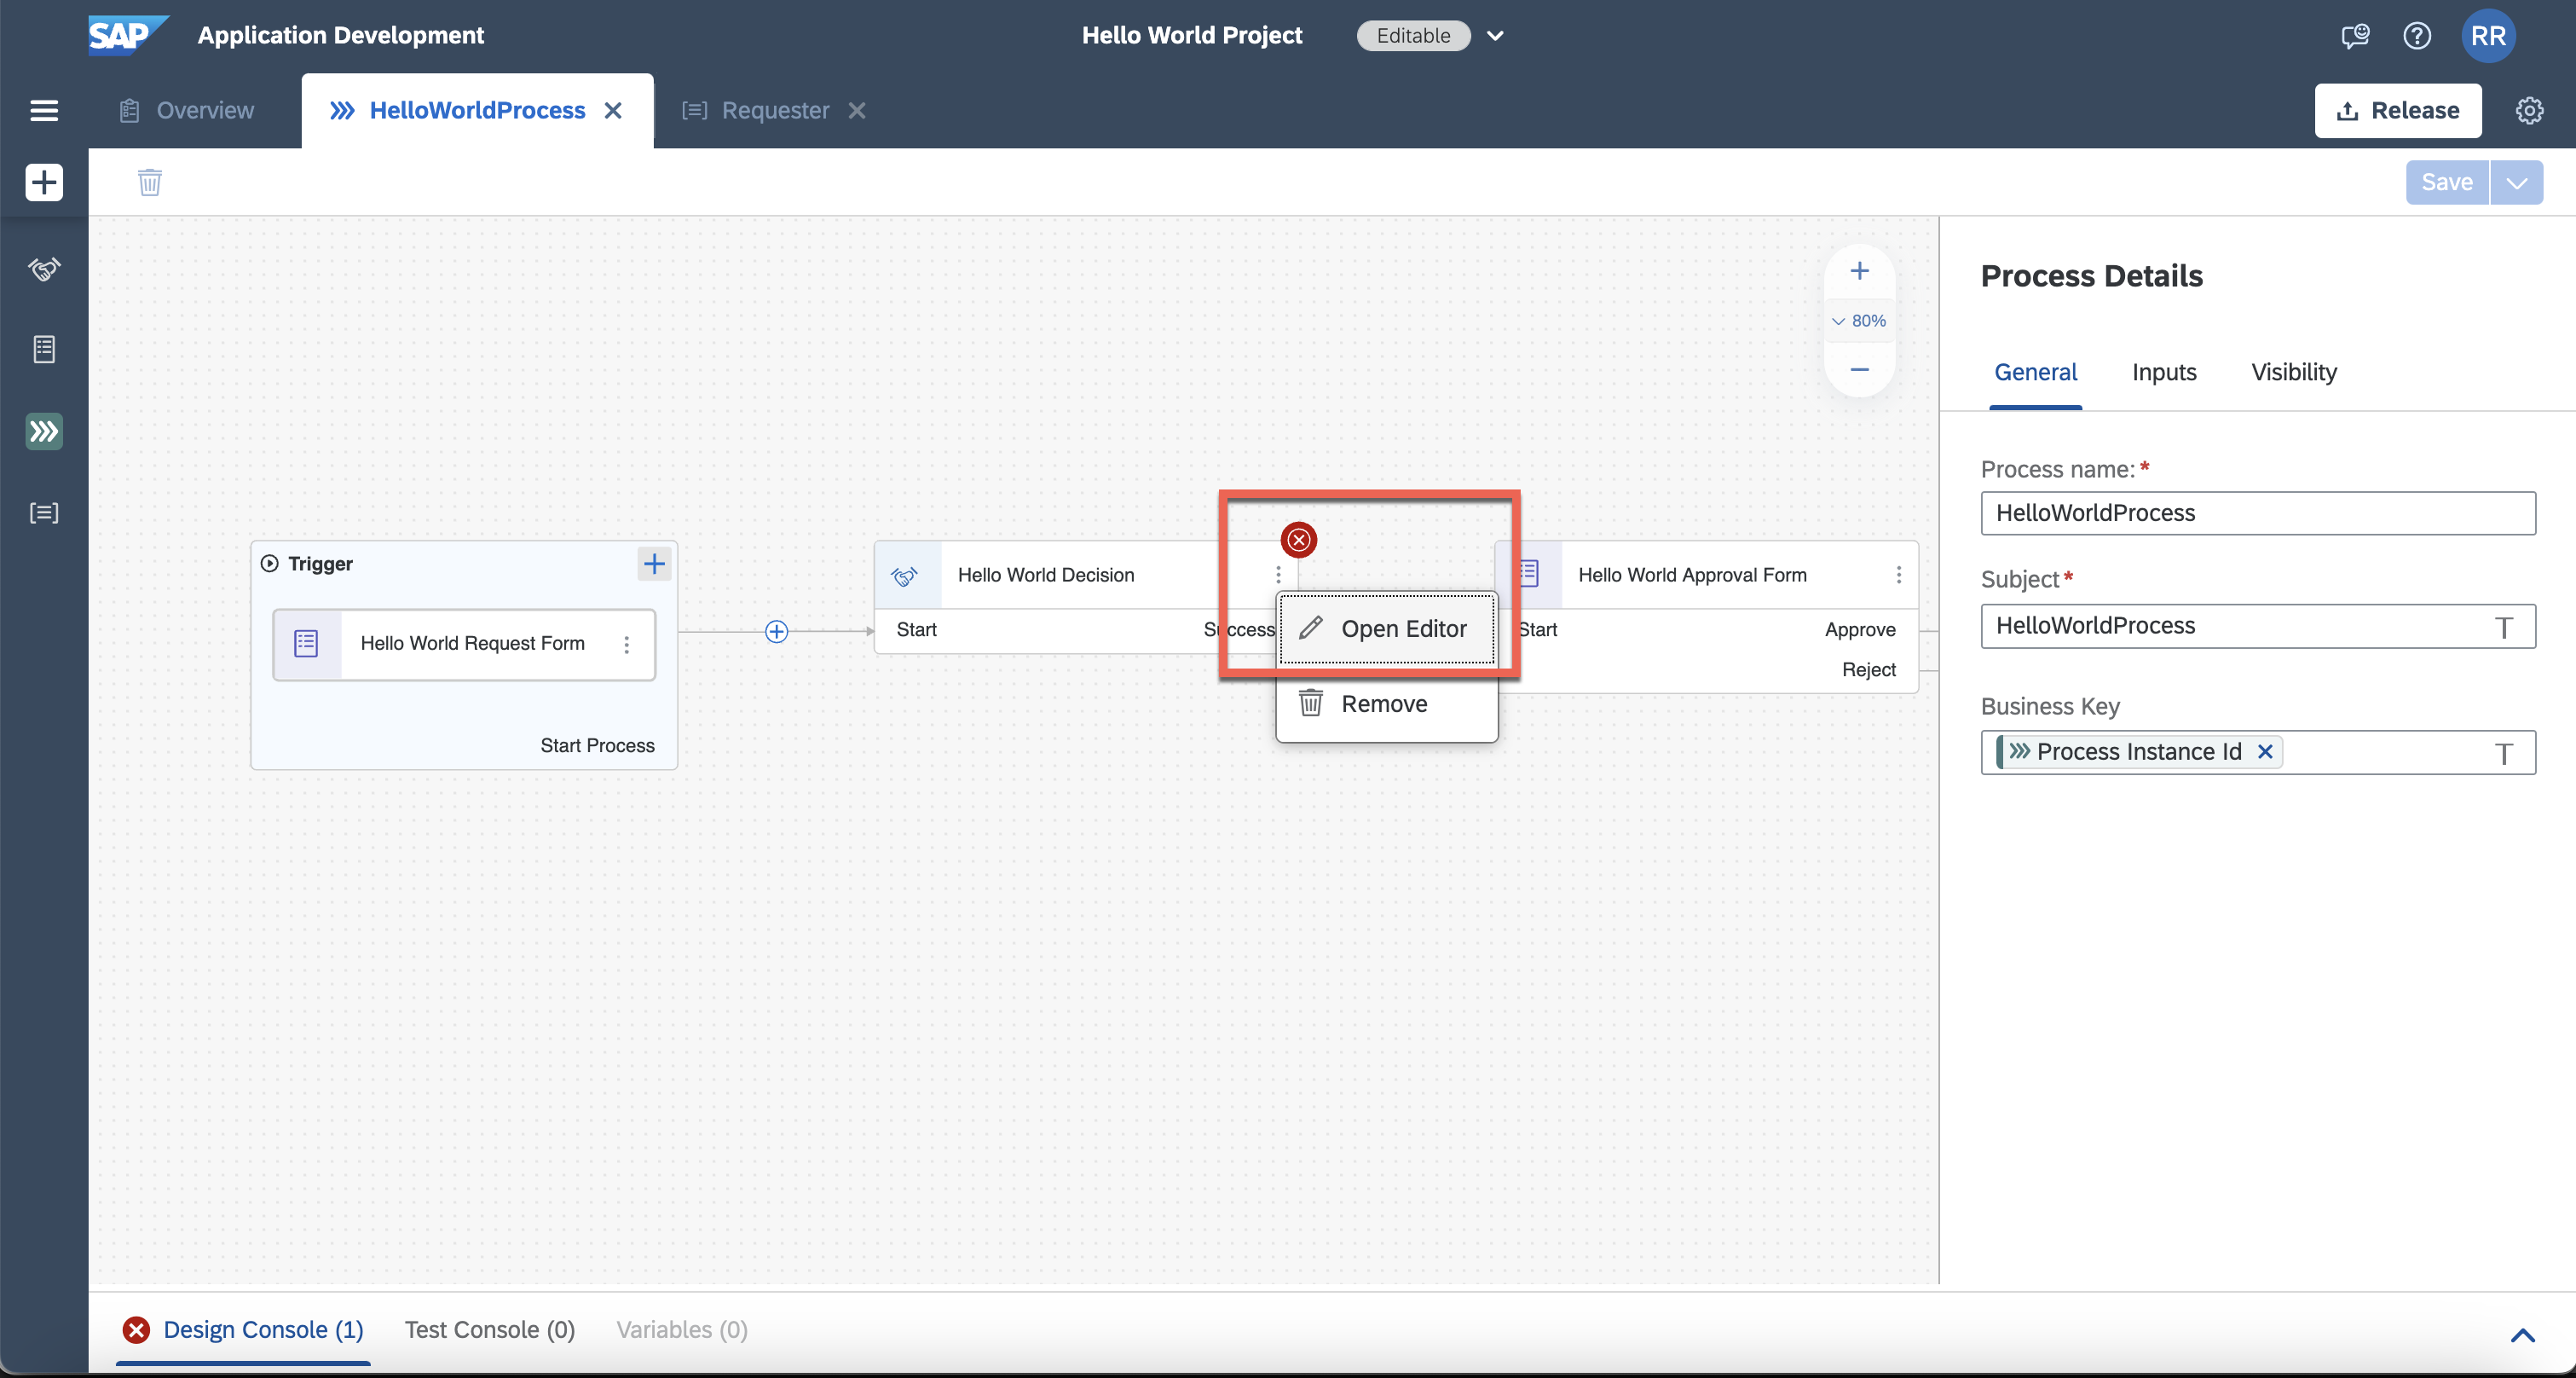 SAP Application Development Hello World Project Editable RR
Overview HelloWorldProcess Requester Release
Save
80%
Process Details
General Inputs Visibility
Process name:*
HelloWorldProcess
Subject*
HelloWorldProcess T
Business Key
Process Instance Id T
Trigger
Hello World Request Form
Start Process
Hello World Decision
Start Success
Open Editor
Remove
Hello World Approval Form
Start Approve
Reject
Design Console (1) Test Console (0) Variables (0)